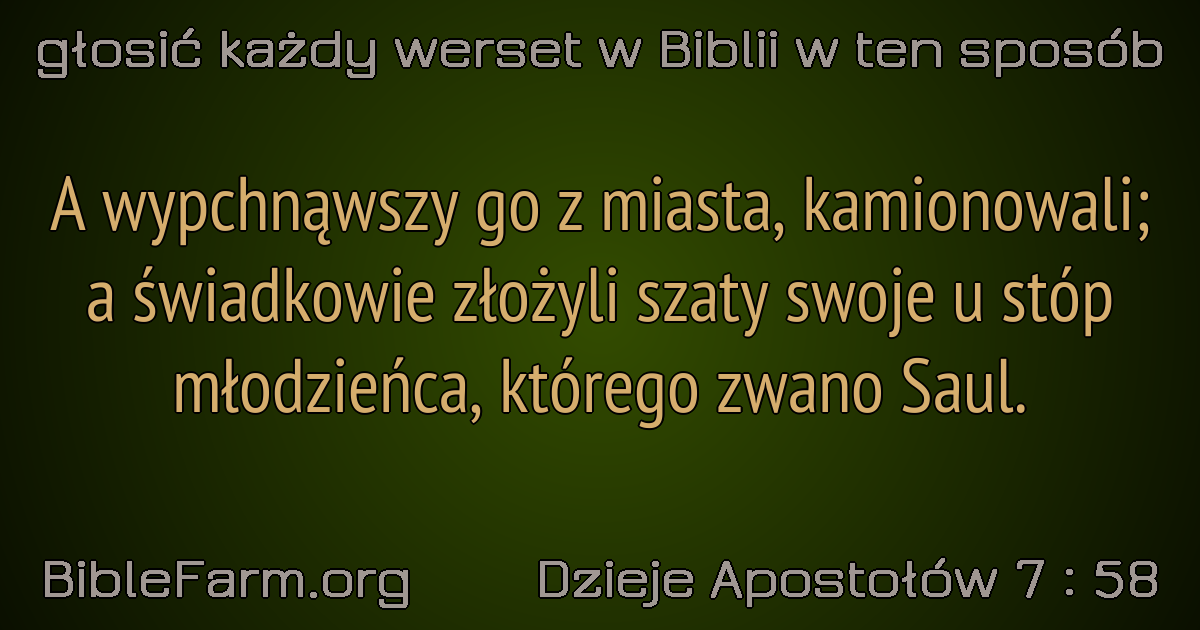 głosić każdy werset w Biblii w ten sposób
A wypchnąwszy go z miasta, kamionowali;
a świadkowie złożyli szaty swoje u stóp
młodzieńca, którego zwano Saul.
BibleFarm.org Dzieje Apostołów 7 : 58